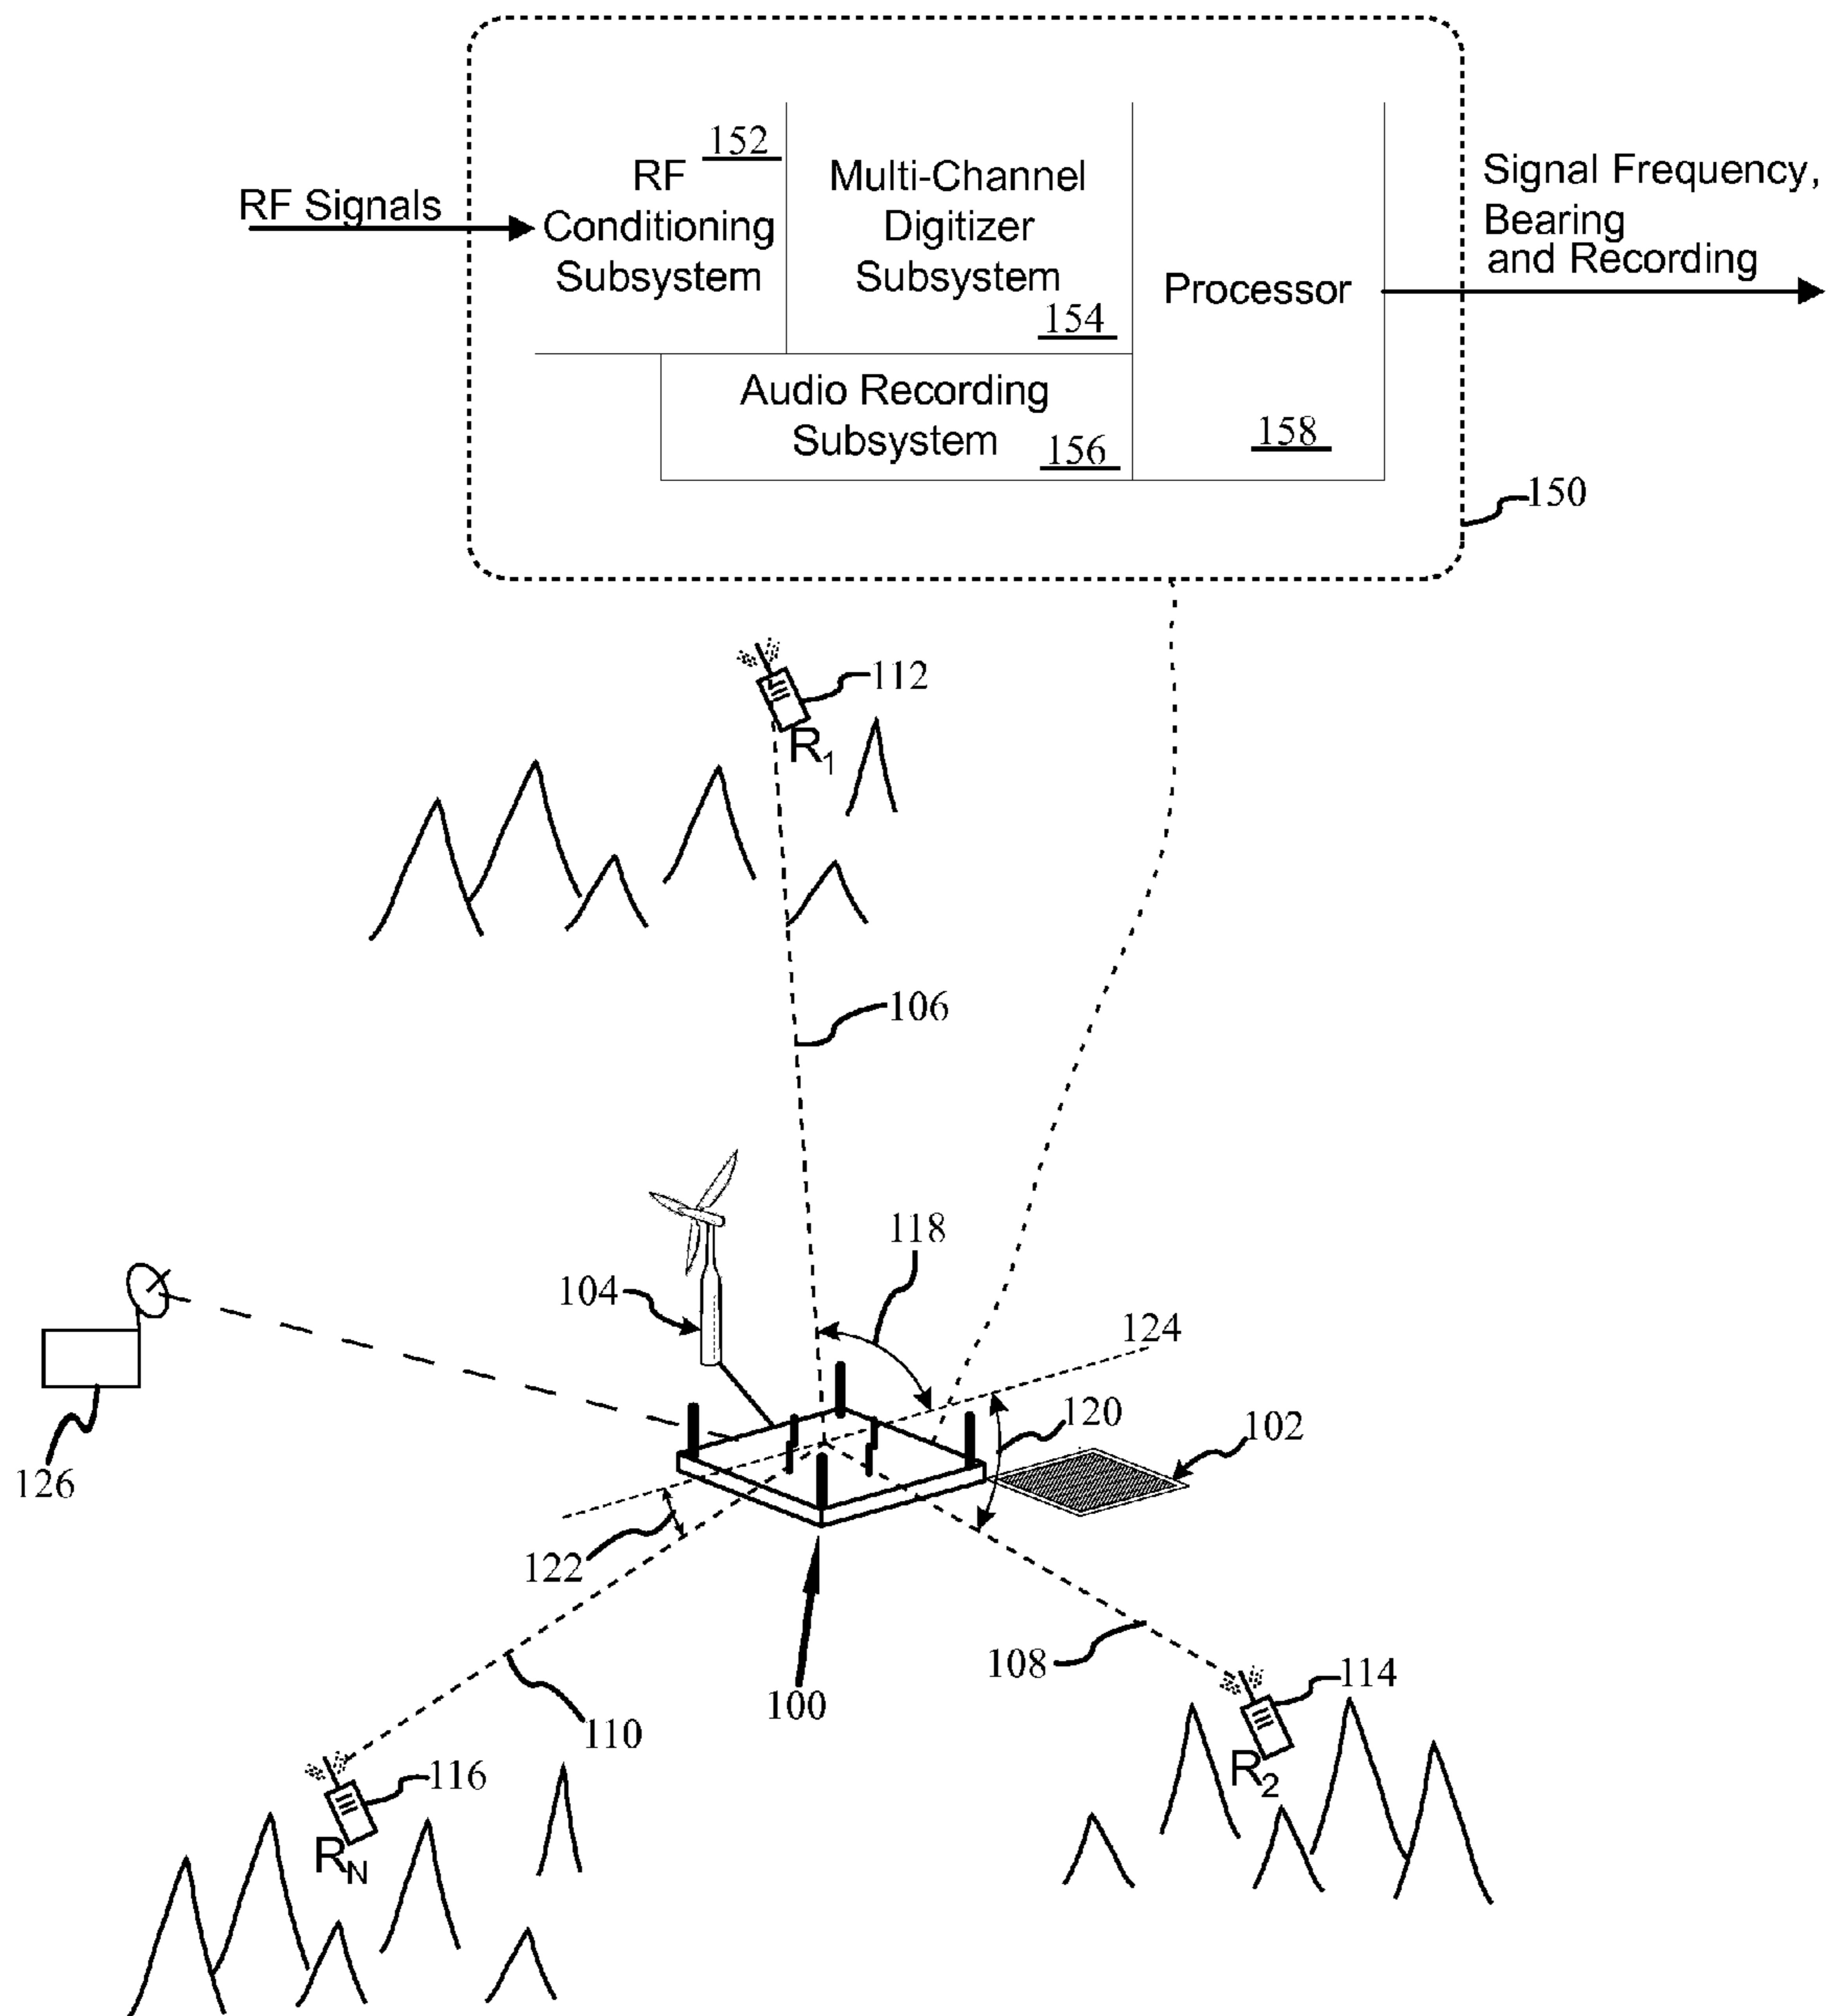 152
RF
Conditioning
Subsystem
Multi-Channel
Digitizer
Subsystem
154
RF Signals
Processor
158
Signal Frequency,
Bearing
and Recording
Audio Recording
Subsystem
156
150
112
R1
106
118
104
124
120
102
126
122
108
100
110
114
R2
116
RN